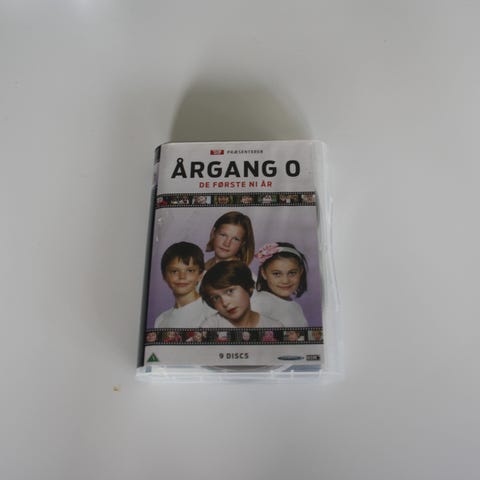 PRÆSENTERER
ÅRGANG 0
DE FØRSTE NI ÅR
9 DISCS